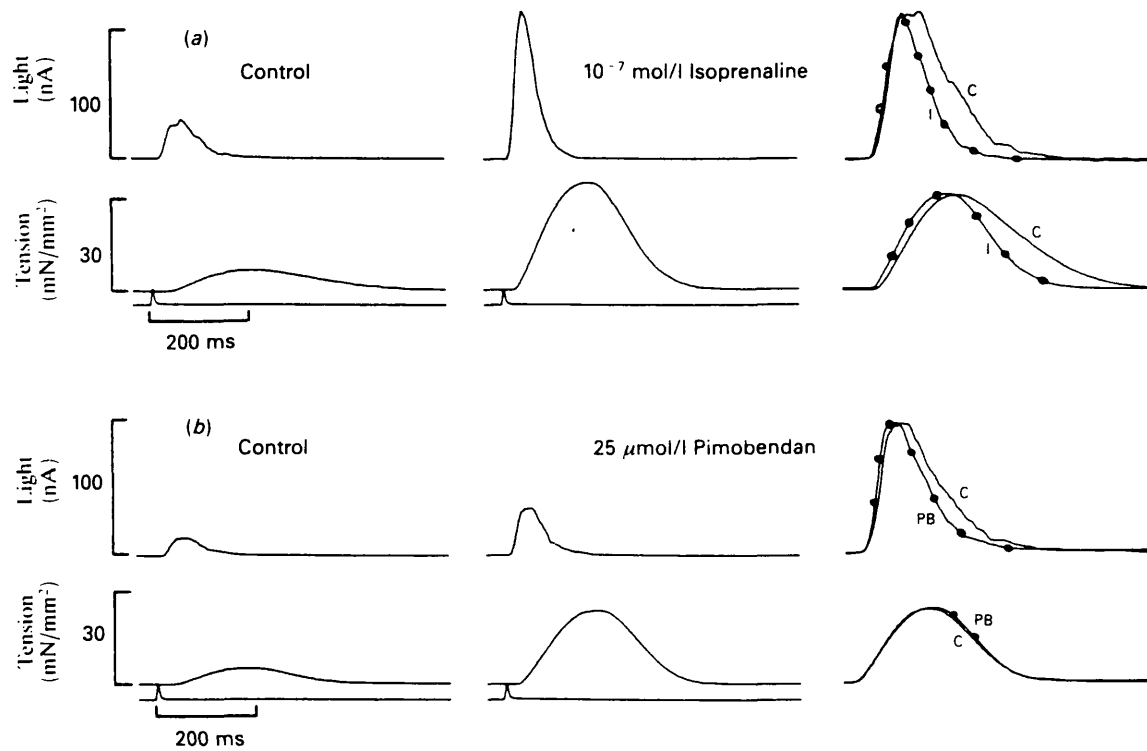 (a)
Control
10⁻⁷ mol/l Isoprenaline
Light
(nA)
100
C
I
Tension
(mN/mm²)
30
C
I
200 ms
(b)
Control
25 μmol/l Pimobendan
Light
(nA)
100
C
PB
Tension
(mN/mm²)
30
PB
C
200 ms